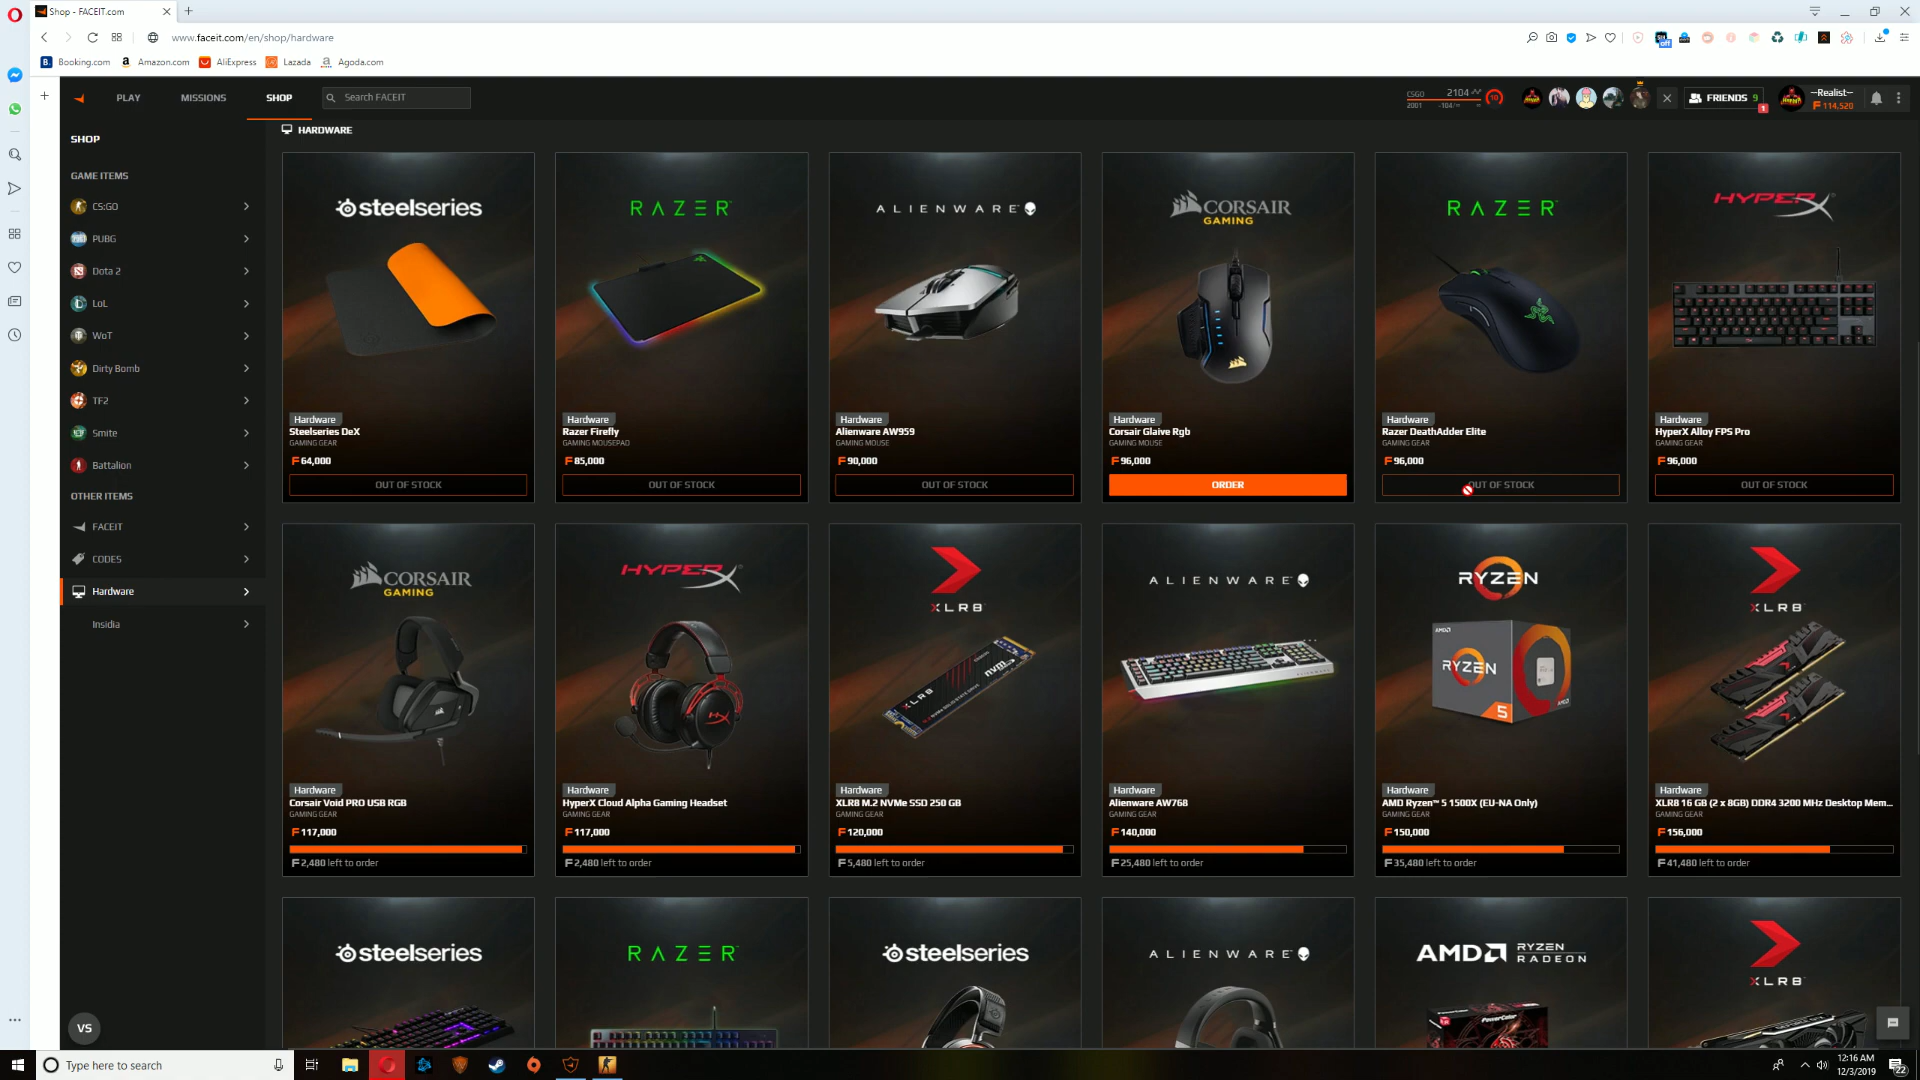 Shop - FACEIT.com
www.faceit.com/en/shop/hardware
Booking.com
Amazon.com
AliExpress
Lazada
Agoda.com
PLAY
MISSIONS
SHOP
Search FACEIT
CSGO 2104
2001 -104/∞
10
FRIENDS 9
1
--Realist--
114,520
SHOP
GAME ITEMS
CS:GO
PUBG
Dota 2
LoL
WoT
Dirty Bomb
TF2
Smite
Battalion
OTHER ITEMS
FACEIT
CODES
Hardware
Insidia
VS
HARDWARE
steelseries
Hardware
Steelseries DeX
GAMING GEAR
64,000
OUT OF STOCK
RAZER
Hardware
Razer Firefly
GAMING MOUSEPAD
85,000
OUT OF STOCK
ALIENWARE
Hardware
Alienware AW959
GAMING MOUSE
90,000
OUT OF STOCK
CORSAIR
GAMING
Hardware
Corsair Glaive Rgb
GAMING MOUSE
96,000
ORDER
RAZER
Hardware
Razer DeathAdder Elite
GAMING GEAR
96,000
OUT OF STOCK
HYPERX
Hardware
HyperX Alloy FPS Pro
GAMING GEAR
96,000
OUT OF STOCK
CORSAIR
GAMING
Hardware
Corsair Void PRO USB RGB
GAMING GEAR
117,000
2,480 left to order
HYPERX
Hardware
HyperX Cloud Alpha Gaming Headset
GAMING GEAR
117,000
2,480 left to order
XLR8
XLR8
Hardware
XLR8 M.2 NVMe SSD 250 GB
GAMING GEAR
120,000
5,480 left to order
ALIENWARE
Hardware
Alienware AW768
GAMING GEAR
140,000
25,480 left to order
RYZEN
AMD
RYZEN
5
Hardware
AMD Ryzen™ 5 1500X (EU-NA Only)
GAMING GEAR
150,000
35,480 left to order
XLR8
Hardware
XLR8 16 GB (2 x 8GB) DDR4 3200 MHz Desktop Mem...
GAMING GEAR
156,000
41,480 left to order
steelseries
RAZER
steelseries
ALIENWARE
AMD RYZEN
RADEON
PowerColor
XLR8
Type here to search
12:16 AM
12/3/2019
22